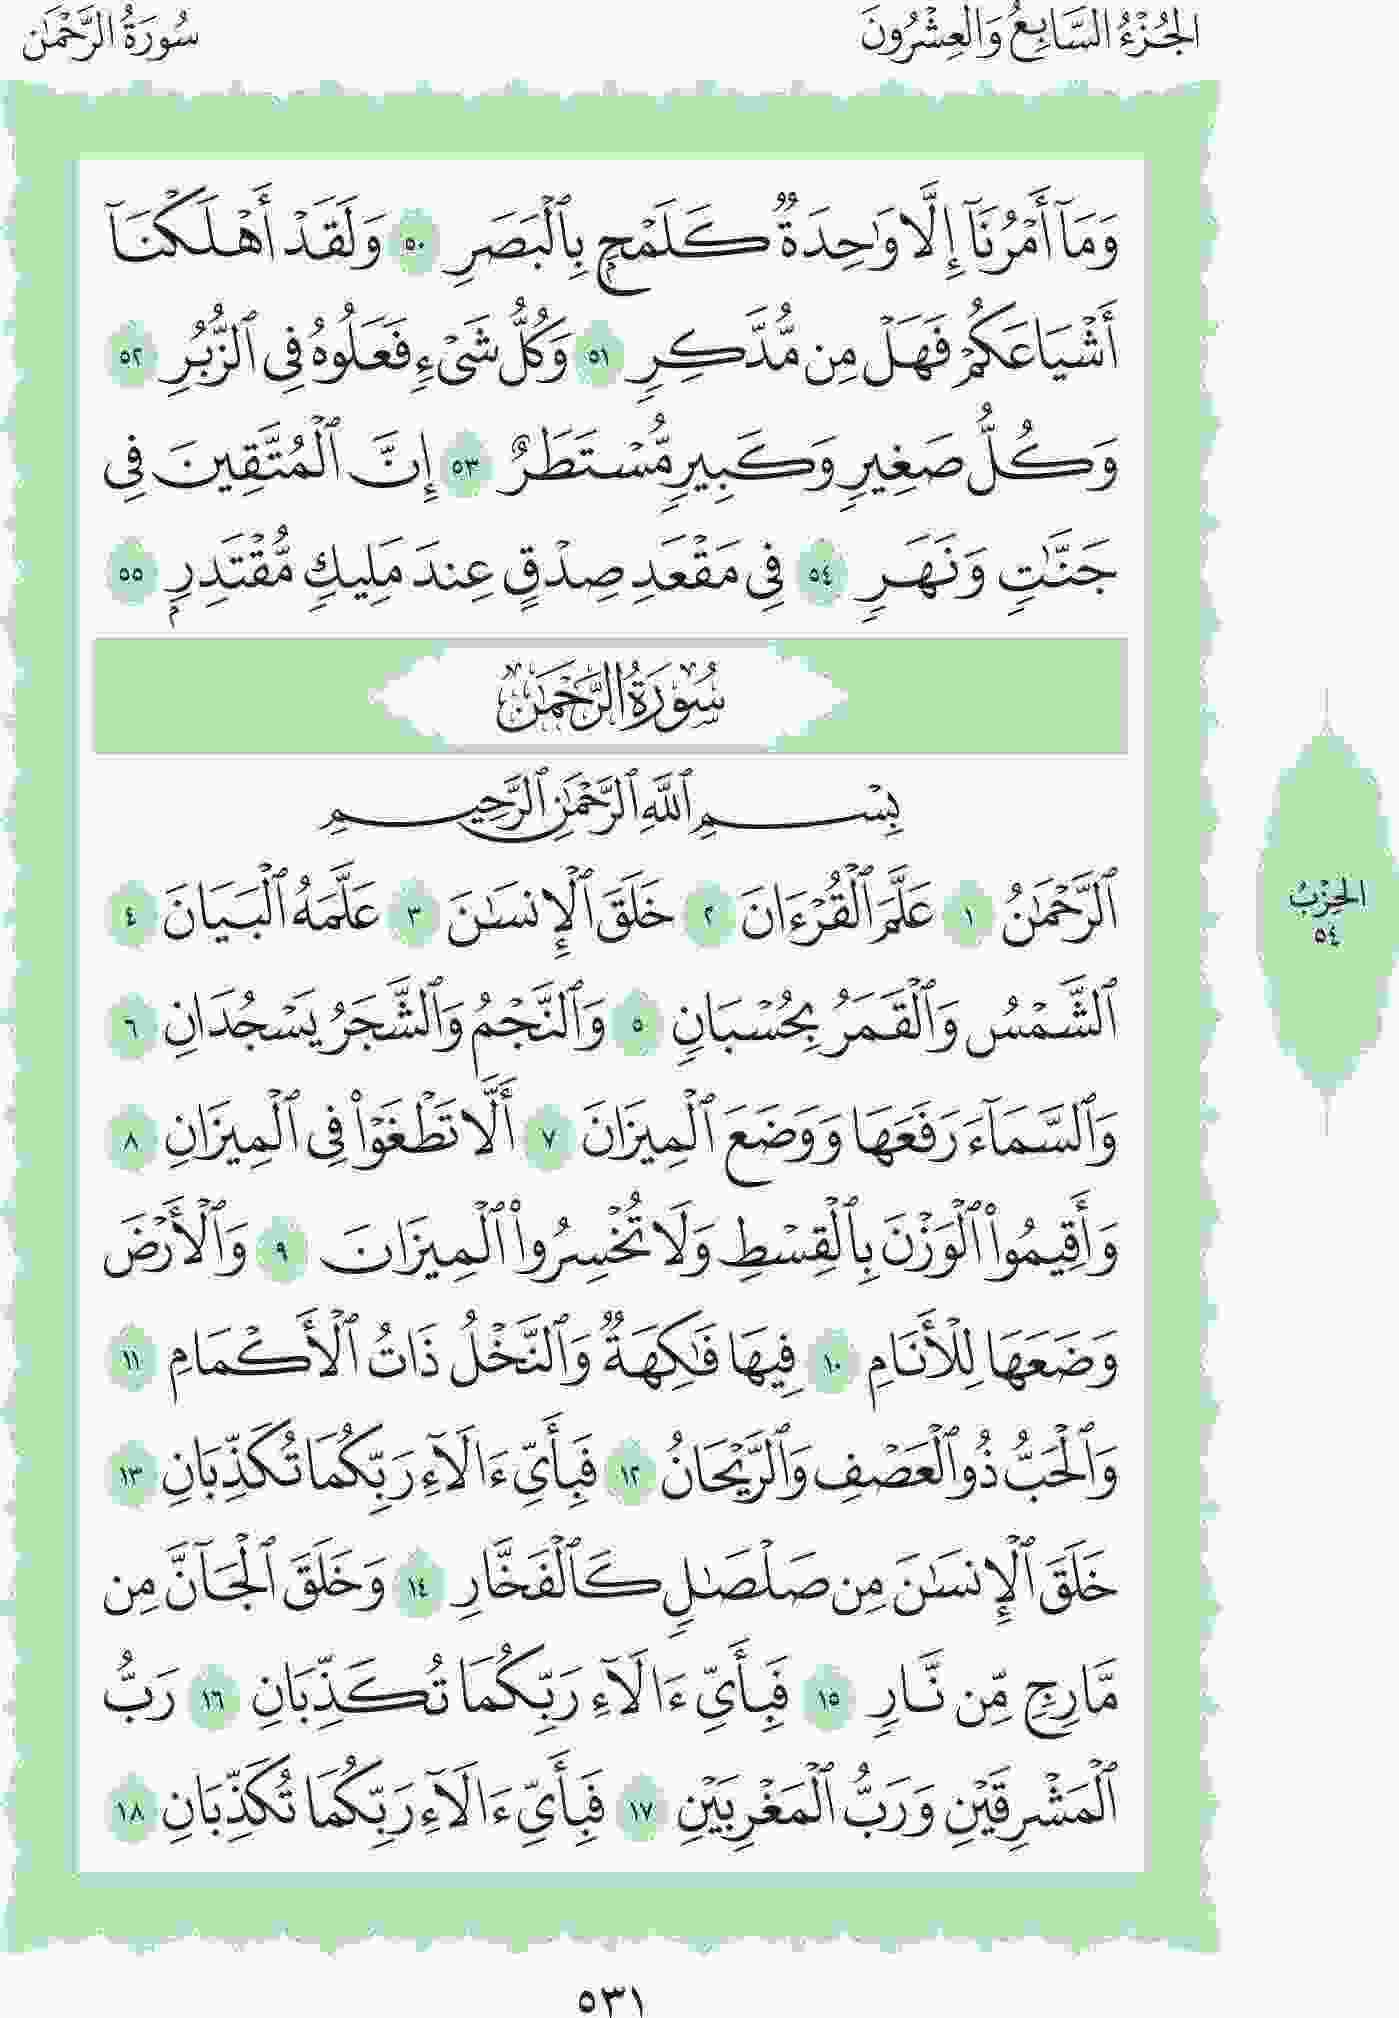 الجُزْءُ السَّابِعُ وَالعِشْرُونَ
سُورَةُ الرَّحْمَٰن
وَمَآ أَمْرُنَآ إِلَّا وَٰحِدَةٌ كَلَمْحٍۭ بِٱلْبَصَرِ ٥٠ وَلَقَدْ أَهْلَكْنَآ
أَشْيَاعَكُمْ فَهَلْ مِن مُّدَّكِرٍ ٥١ وَكُلُّ شَىْءٍ فَعَلُوهُ فِى ٱلزُّبُرِ ٥٢
وَكُلُّ صَغِيرٍ وَكَبِيرٍ مُّسْتَطَرٌ ٥٣ إِنَّ ٱلْمُتَّقِينَ فِى
جَنَّٰتٍ وَنَهَرٍ ٥٤ فِى مَقْعَدِ صِدْقٍ عِندَ مَلِيكٍ مُّقْتَدِرٍۭ ٥٥
سُورَةُ الرَّحْمَٰن
بِسْمِ ٱللَّهِ ٱلرَّحْمَٰنِ ٱلرَّحِيمِ
ٱلرَّحْمَٰنُ ١ عَلَّمَ ٱلْقُرْءَانَ ٢ خَلَقَ ٱلْإِنسَٰنَ ٣ عَلَّمَهُ ٱلْبَيَانَ ٤
ٱلشَّمْسُ وَٱلْقَمَرُ بِحُسْبَانٍ ٥ وَٱلنَّجْمُ وَٱلشَّجَرُ يَسْجُدَانِ ٦
وَٱلسَّمَآءَ رَفَعَهَا وَوَضَعَ ٱلْمِيزَانَ ٧ أَلَّا تَطْغَوْا۟ فِى ٱلْمِيزَانِ ٨
وَأَقِيمُوا۟ ٱلْوَزْنَ بِٱلْقِسْطِ وَلَا تُخْسِرُوا۟ ٱلْمِيزَانَ ٩ وَٱلْأَرْضَ
وَضَعَهَا لِلْأَنَامِ ١٠ فِيهَا فَٰكِهَةٌ وَٱلنَّخْلُ ذَاتُ ٱلْأَكْمَامِ ١١
وَٱلْحَبُّ ذُو ٱلْعَصْفِ وَٱلرَّيْحَانُ ١٢ فَبِأَىِّ ءَالَآءِ رَبِّكُمَا تُكَذِّبَانِ ١٣
خَلَقَ ٱلْإِنسَٰنَ مِن صَلْصَٰلٍ كَٱلْفَخَّارِ ١٤ وَخَلَقَ ٱلْجَآنَّ مِن
مَّارِجٍ مِّن نَّارٍ ١٥ فَبِأَىِّ ءَالَآءِ رَبِّكُمَا تُكَذِّبَانِ ١٦ رَبُّ
ٱلْمَشْرِقَيْنِ وَرَبُّ ٱلْمَغْرِبَيْنِ ١٧ فَبِأَىِّ ءَالَآءِ رَبِّكُمَا تُكَذِّبَانِ ١٨
الحِزْبُ
٥٤
٥٣١